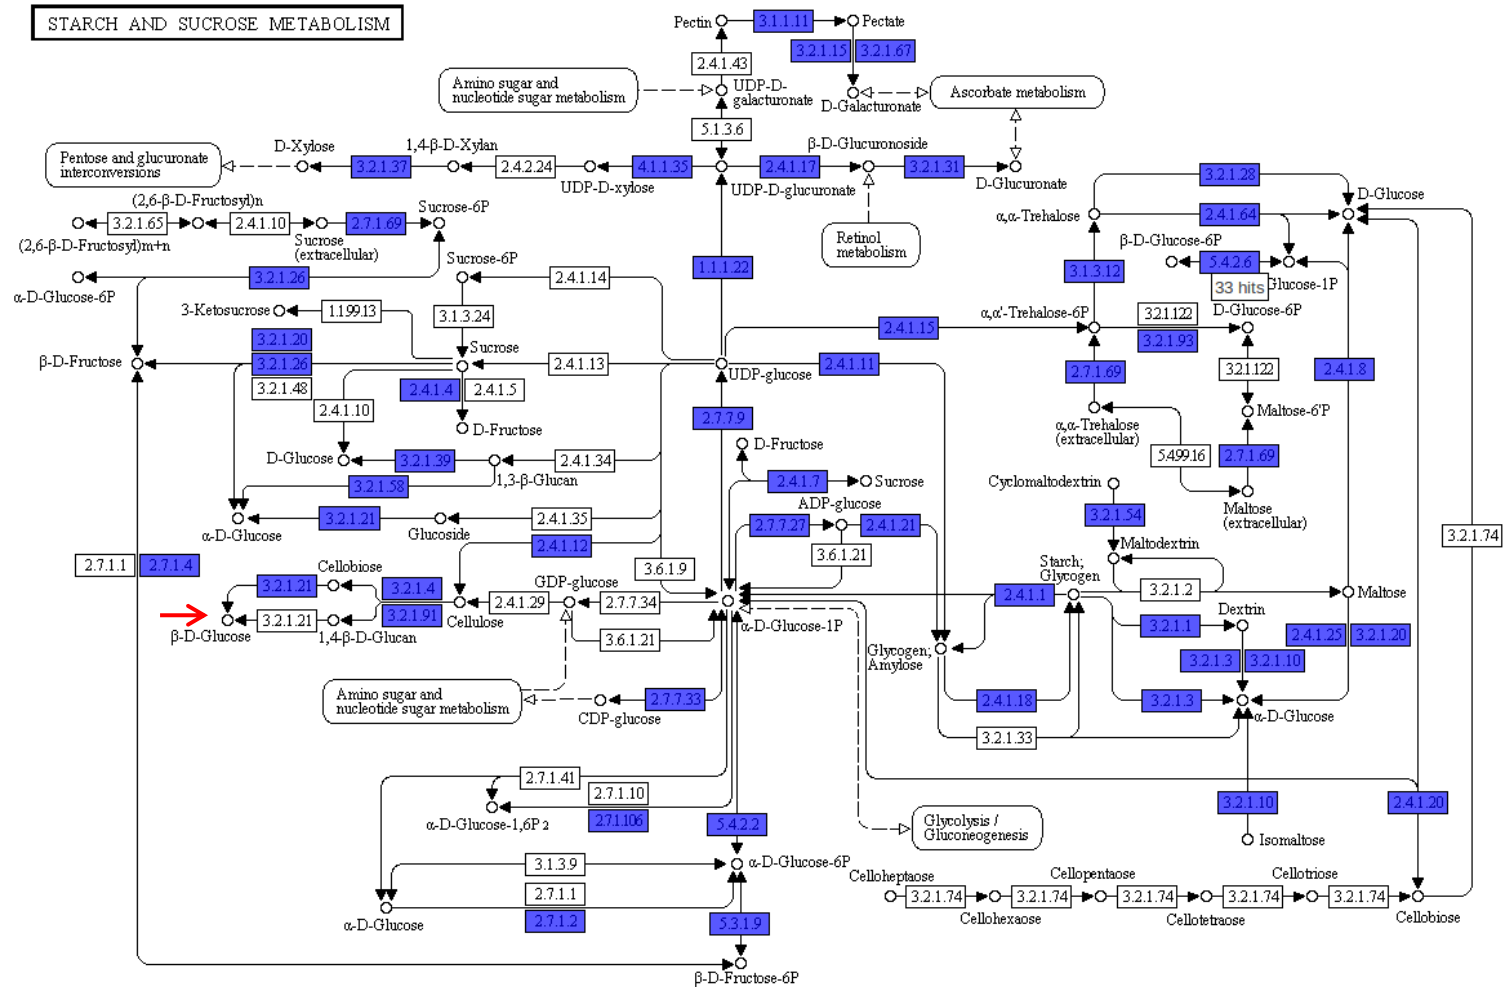 STARCH AND SUCROSE METABOLISM
Pectin
3.1.1.11
Pectate
3.2.1.15
3.2.1.67
2.4.1.43
Amino sugar and
nucleotide sugar metabolism
UDP-D-
galacturonate
D-Galacturonate
Ascorbate metabolism
5.1.3.6
Pentose and glucuronate
interconversions
D-Xylose
3.2.1.37
1,4-β-D-Xylan
2.4.2.24
UDP-D-xylose
4.1.1.35
UDP-D-glucuronate
2.4.1.17
β-D-Glucuronoside
3.2.1.31
D-Glucuronate
Retinol
metabolism
3.2.1.28
D-Glucose
α,α-Trehalose
2.4.1.64
β-D-Glucose-6P
5.4.2.6
33 hits
Glucose-1P
D-Glucose-6P
3.1.3.12
(2,6-β-D-Fructosyl)n
3.2.1.65
2.4.1.10
2.7.1.69
Sucrose-6P
(2,6-β-D-Fructosyl)m+n
Sucrose
(extracellular)
3.2.1.26
α-D-Glucose-6P
Sucrose-6P
2.4.1.14
1.1.1.22
3-Ketosucrose
1.199.13
3.1.3.24
α,α'-Trehalose-6P
3.2.1.122
3.2.1.93
2.4.1.15
3.2.1.20
3.2.1.26
3.2.1.48
β-D-Fructose
Sucrose
2.4.1.13
UDP-glucose
2.4.1.11
2.7.1.69
3.2.1.122
2.4.1.8
2.4.1.4
2.4.1.5
2.4.1.10
D-Fructose
2.7.7.9
α,α-Trehalose
(extracellular)
Maltose-6'P
D-Glucose
3.2.1.39
1,3-β-Glucan
2.4.1.34
3.2.1.58
D-Fructose
2.4.1.7
Sucrose
5.4.99.16
2.7.1.69
Maltose
(extracellular)
Cyclomaltodextrin
3.2.1.54
Maltodextrin
α-D-Glucose
3.2.1.21
Glucoside
2.4.1.35
2.4.1.12
ADP-glucose
2.7.7.27
2.4.1.21
3.6.1.21
3.2.1.74
2.7.1.1
2.7.1.4
Cellobiose
3.2.1.21
3.2.1.4
3.2.1.91
β-D-Glucose
3.2.1.21
1,4-β-D-Glucan
Cellulose
2.4.1.29
GDP-glucose
2.7.7.34
3.6.1.9
3.6.1.21
α-D-Glucose-1P
Starch;
Glycogen
2.4.1.1
3.2.1.2
Maltose
Dextrin
3.2.1.1
3.2.1.3
3.2.1.10
2.4.1.25
3.2.1.20
Glycogen;
Amylose
2.4.1.18
3.2.1.3
α-D-Glucose
3.2.1.33
Amino sugar and
nucleotide sugar metabolism
CDP-glucose
2.7.7.33
2.7.1.41
2.7.1.10
2.7.1.106
α-D-Glucose-1,6P2
5.4.2.2
Glycolysis /
Gluconeogenesis
3.2.1.10
Isomaltose
2.4.1.20
3.1.3.9
α-D-Glucose-6P
2.7.1.1
2.7.1.2
α-D-Glucose
5.3.1.9
β-D-Fructose-6P
Celloheptaose
3.2.1.74
Cellohexaose
3.2.1.74
Cellopentaose
3.2.1.74
Cellotetraose
3.2.1.74
Cellotriose
3.2.1.74
Cellobiose